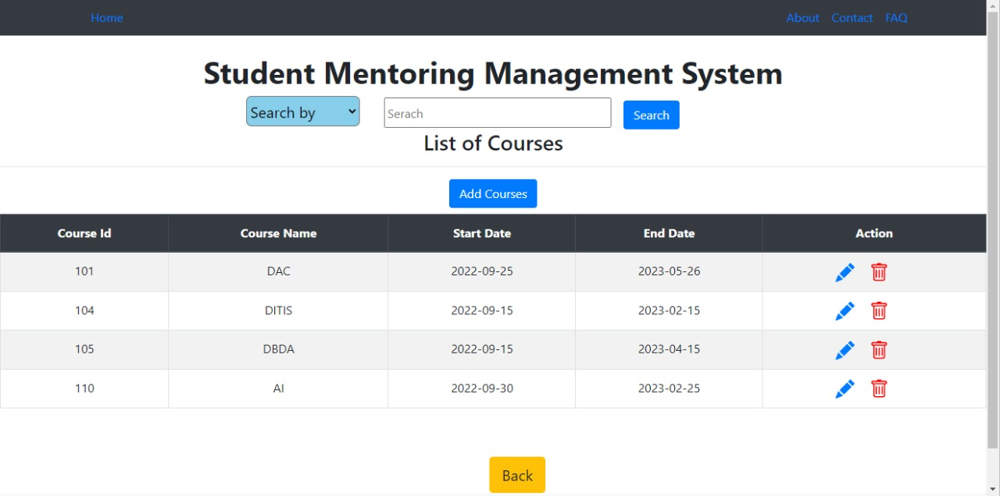 Home About Contact FAQ
Student Mentoring Management System
Search by Serach Search
List of Courses
Add Courses
Course Id Course Name Start Date End Date Action
101 DAC 2022-09-25 2023-05-26
104 DITIS 2022-09-15 2023-02-15
105 DBDA 2022-09-15 2023-04-15
110 AI 2022-09-30 2023-02-25
Back